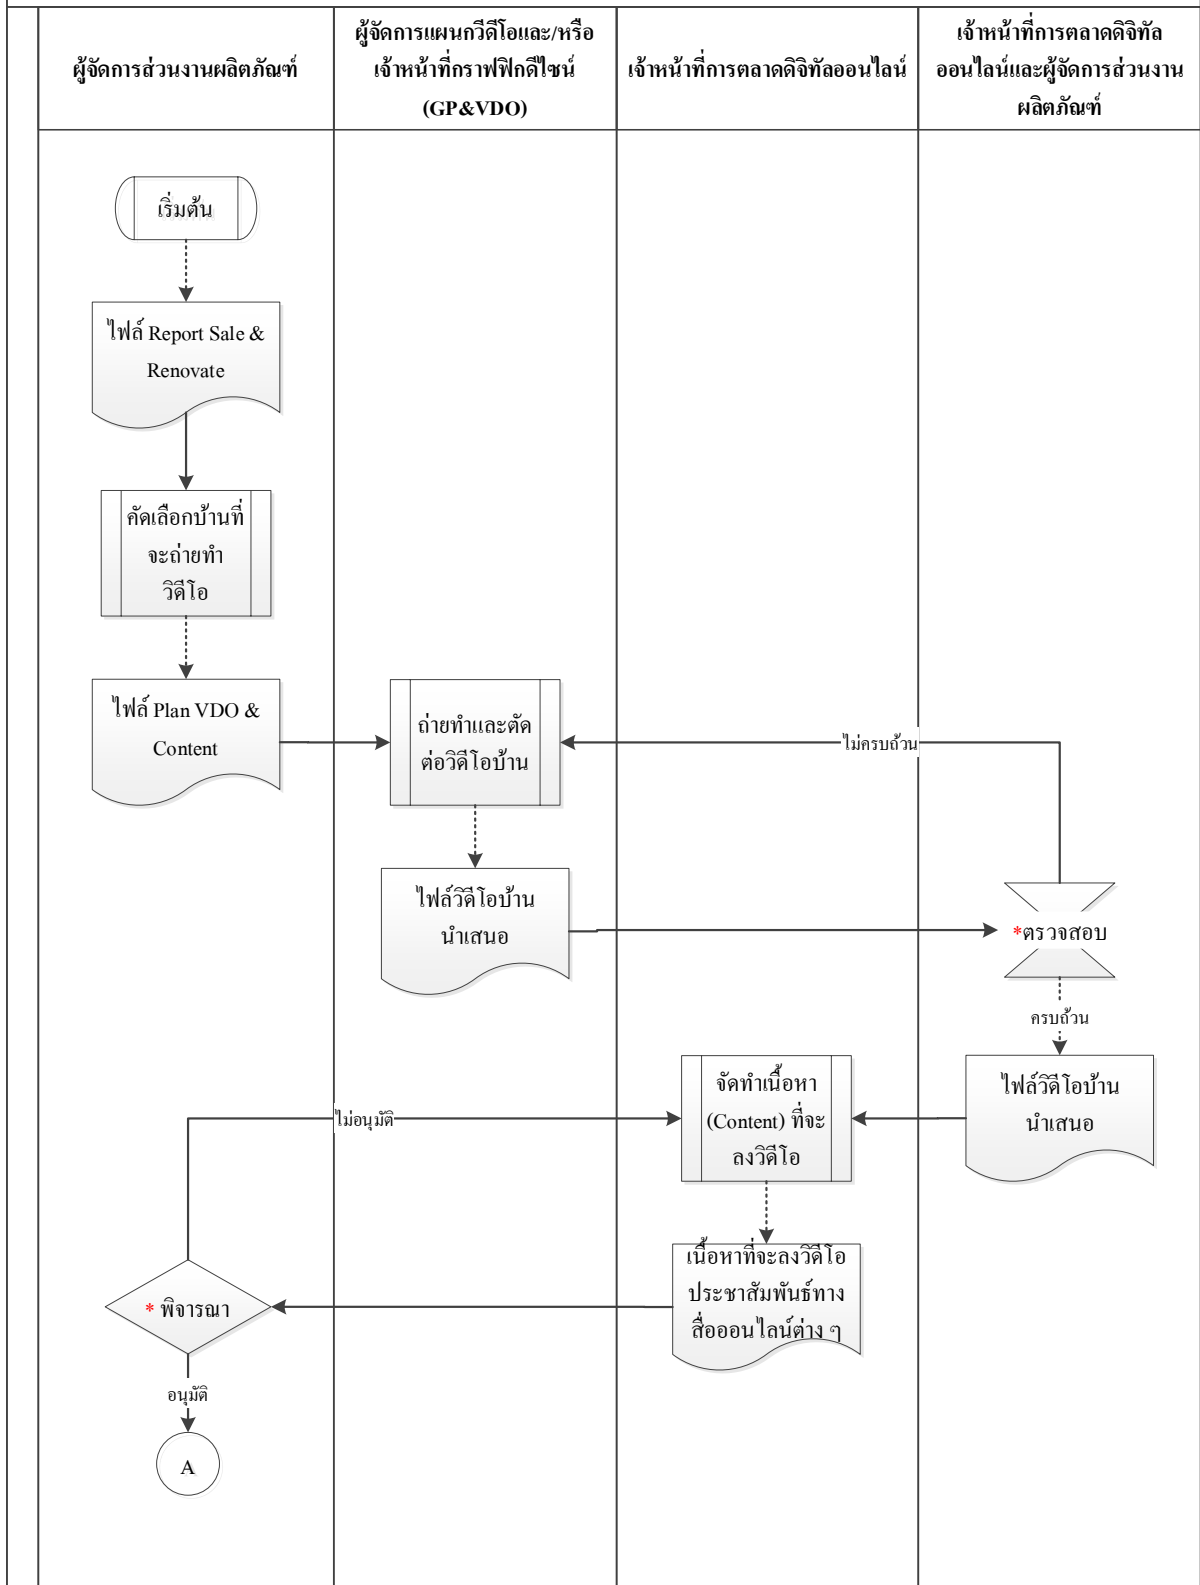 ผู้จัดการส่วนงานผลิตภัณฑ์
ผู้จัดการแผนกวีดีโอและ/หรือ
เจ้าหน้าที่กราฟฟิกดีไซน์
(GP&VDO)
เจ้าหน้าที่การตลาดดิจิทัลออนไลน์
เจ้าหน้าที่การตลาดดิจิทัล
ออนไลน์และผู้จัดการส่วนงาน
ผลิตภัณฑ์
เริ่มต้น
ไฟล์ Report Sale &
Renovate
คัดเลือกบ้านที่
จะถ่ายทำ
วิดีโอ
ไฟล์ Plan VDO &
Content
ถ่ายทำและตัด
ต่อวิดีโอบ้าน
ไม่ครบถ้วน
ไฟล์วิดีโอบ้าน
นำเสนอ
*ตรวจสอบ
ครบถ้วน
ไฟล์วิดีโอบ้าน
นำเสนอ
จัดทำเนื้อหา
(Content) ที่จะ
ลงวิดีโอ
ไม่อนุมัติ
เนื้อหาที่จะลงวิดีโอ
ประชาสัมพันธ์ทาง
สื่อออนไลน์ต่าง ๆ
* พิจารณา
อนุมัติ
A